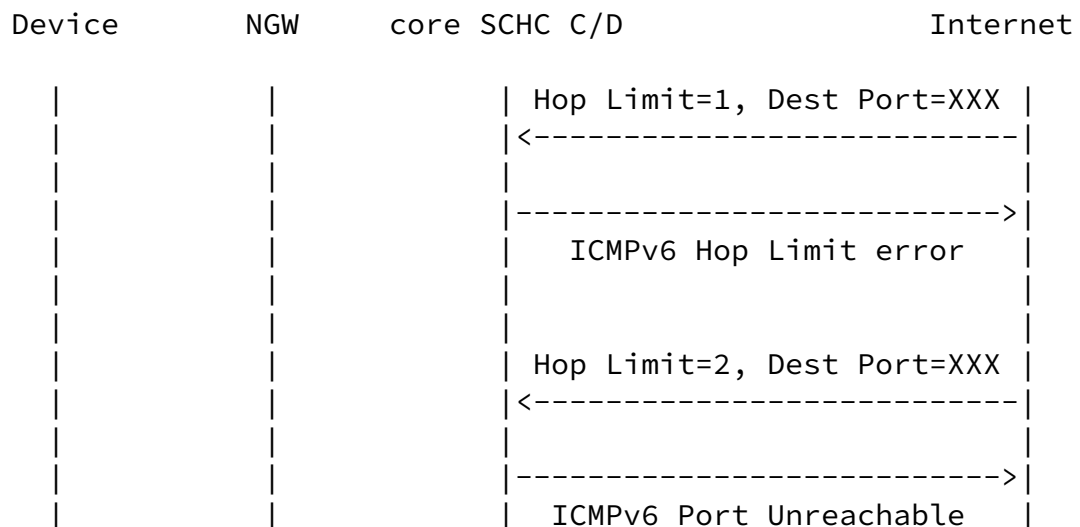 Device NGW core SCHC C/D Internet
Hop Limit=1, Dest Port=XXX
ICMPv6 Hop Limit error
Hop Limit=2, Dest Port=XXX
ICMPv6 Port Unreachable